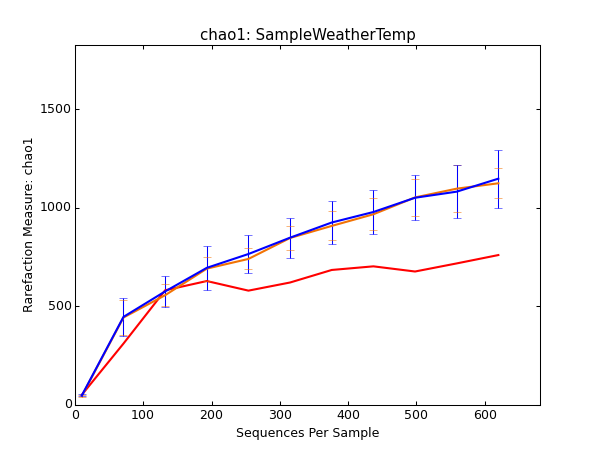 chao1: SampleWeatherTemp
Rarefaction Measure: chao1
1500
1000
500
0
0 100 200 300 400 500 600
Sequences Per Sample